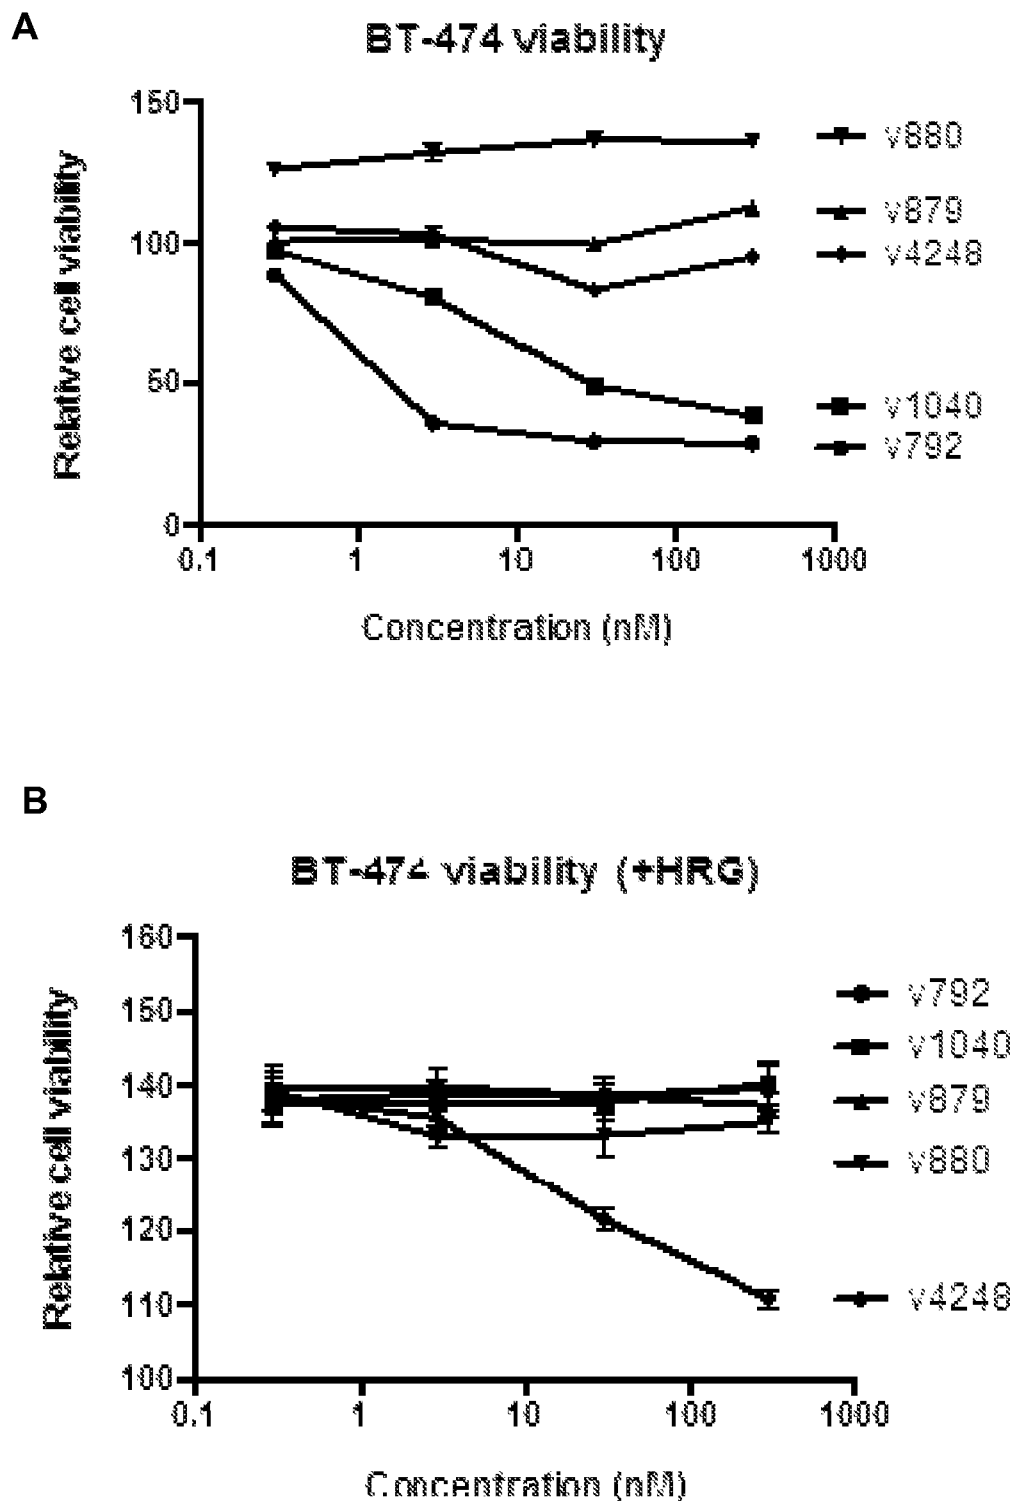 A
BT-474 viability
Relative cell viability
150
100
50
0
0.1 1 10 100 1000
Concentration (nM)
v880
v879
v4248
v1040
v792
B
BT-474 viability (+HRG)
Relative cell viability
160
150
140
130
120
110
100
0.1 1 10 100 1000
Concentration (nM)
v792
v1040
v879
v880
v4248